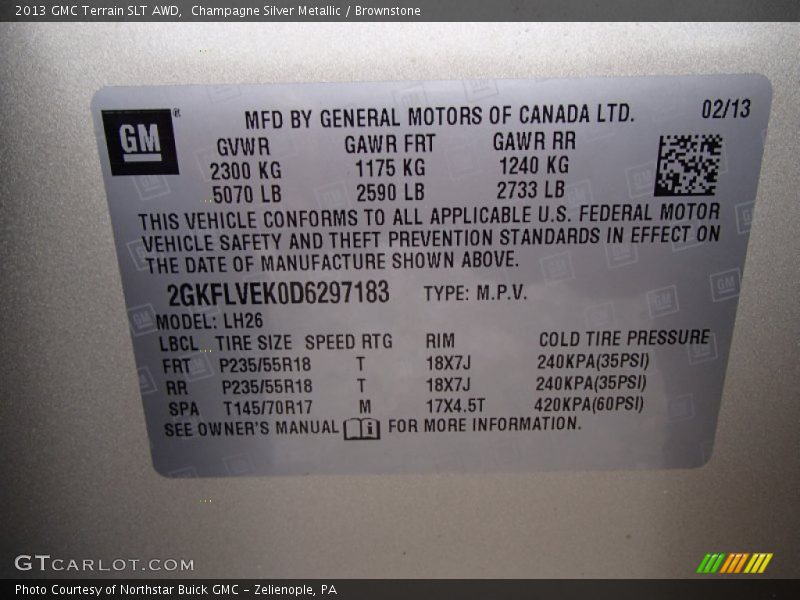 2013 GMC Terrain SLT AWD,  Champagne Silver Metallic / Brownstone
GM®
MFD BY GENERAL MOTORS OF CANADA LTD. 02/13
GVWR GAWR FRT GAWR RR
2300 KG 1175 KG 1240 KG
5070 LB 2590 LB 2733 LB
THIS VEHICLE CONFORMS TO ALL APPLICABLE U.S. FEDERAL MOTOR
VEHICLE SAFETY AND THEFT PREVENTION STANDARDS IN EFFECT ON
THE DATE OF MANUFACTURE SHOWN ABOVE.
2GKFLVEK0D6297183 TYPE: M.P.V.
MODEL: LH26
LBCL TIRE SIZE SPEED RTG RIM COLD TIRE PRESSURE
FRT P235/55R18 T 18X7J 240KPA(35PSI)
RR P235/55R18 T 18X7J 240KPA(35PSI)
SPA T145/70R17 M 17X4.5T 420KPA(60PSI)
SEE OWNER'S MANUAL i FOR MORE INFORMATION.
GTCARLOT.COM
Photo Courtesy of Northstar Buick GMC - Zelienople, PA